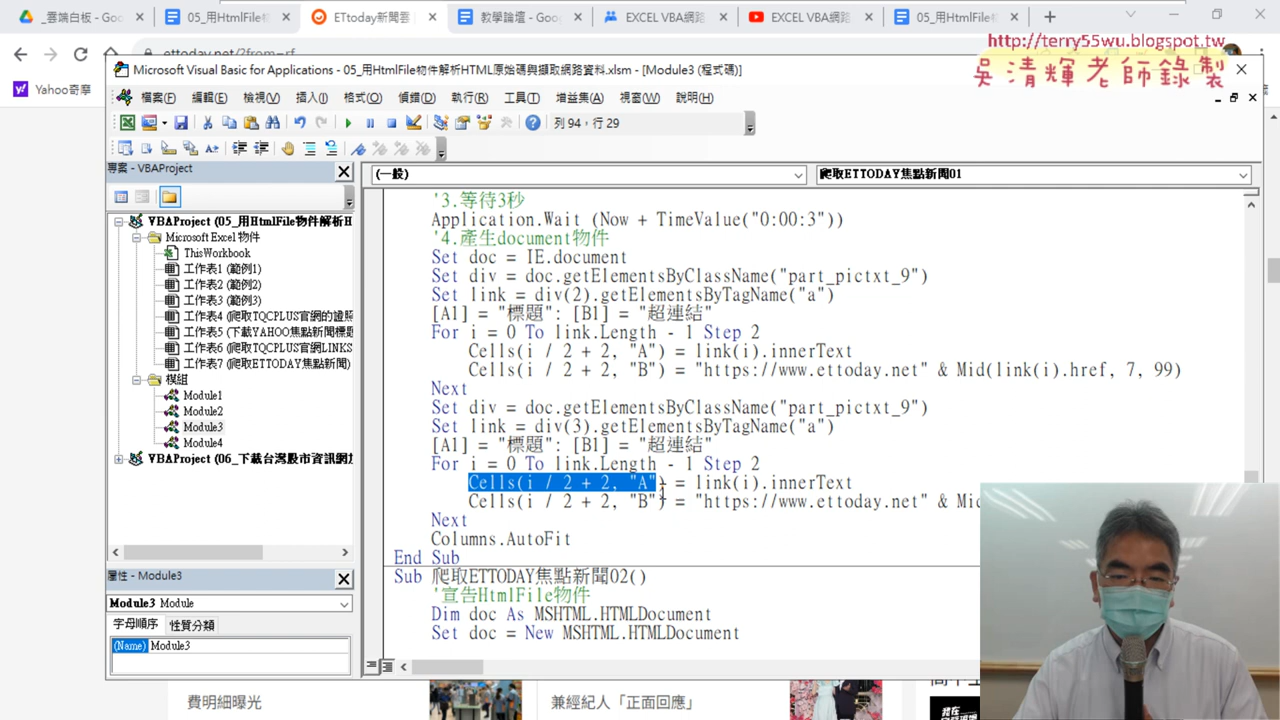 _雲端白板 - Goo
05_用HtmlFile物
ETtoday新聞雲
教學論壇 - Goog
EXCEL VBA網路
EXCEL VBA網路
05_用HtmlFile物
ettoday.net/?from=rf
http://terry55wu.blogspot.tw
吳清輝老師錄製
Yahoo奇摩
Microsoft Visual Basic for Applications - 05_用HtmlFile物件解析HTML原始碼與擷取網路資料.xlsm - [Module3 (程式碼)]
檔案(F) 編輯(E) 檢視(V) 插入(I) 格式(O) 偵錯(D) 執行(R) 工具(T) 增益集(A) 視窗(W) 說明(H)
列 94，行 29
專案 - VBAProject
VBAProject (05_用HtmlFile物件解析H
Microsoft Excel 物件
ThisWorkbook
工作表1 (範例1)
工作表2 (範例2)
工作表3 (範例3)
工作表4 (爬取TQCPLUS官網的證照
工作表5 (下載YAHOO焦點新聞標題
工作表6 (爬取TQCPLUS官網LINKS
工作表7 (爬取ETTODAY焦點新聞)
模組
Module1
Module2
Module3
Module4
VBAProject (06_下載台灣股市資訊網
屬性 - Module3
Module3 Module
字母順序 性質分類
(Name) Module3
(一般)
爬取ETTODAY焦點新聞01
'3.等待3秒
Application.Wait (Now + TimeValue("0:00:3"))
'4.產生document物件
Set doc = IE.document
Set div = doc.getElementsByClassName("part_pictxt_9")
Set link = div(2).getElementsByTagName("a")
[A1] = "標題": [B1] = "超連結"
For i = 0 To link.Length - 1 Step 2
Cells(i / 2 + 2, "A") = link(i).innerText
Cells(i / 2 + 2, "B") = "https://www.ettoday.net" & Mid(link(i).href, 7, 99)
Next
Set div = doc.getElementsByClassName("part_pictxt_9")
Set link = div(3).getElementsByTagName("a")
[A1] = "標題": [B1] = "超連結"
For i = 0 To link.Length - 1 Step 2
Cells(i / 2 + 2, "A") = link(i).innerText
Cells(i / 2 + 2, "B") = "https://www.ettoday.net" & Mid
Next
Columns.AutoFit
End Sub
Sub 爬取ETTODAY焦點新聞02()
'宣告HtmlFile物件
Dim doc As MSHTML.HTMLDocument
Set doc = New MSHTML.HTMLDocument
費明細曝光
兼經紀人「正面回應」